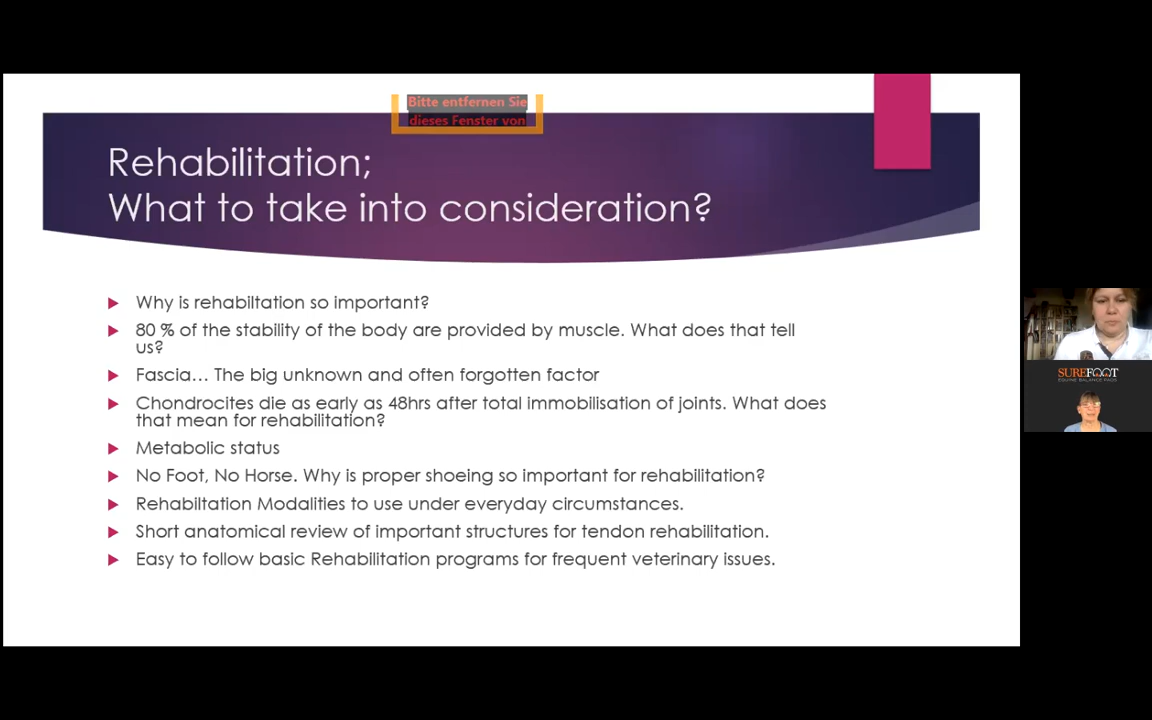 Bitte entfernen Sie
dieses Fenster von
Rehabilitation;
What to take into consideration?
Why is rehabiltation so important?
80 % of the stability of the body are provided by muscle. What does that tell
us?
Fascia… The big unknown and often forgotten factor
Chondrocites die as early as 48hrs after total immobilisation of joints. What does
that mean for rehabilitation?
Metabolic status
No Foot, No Horse. Why is proper shoeing so important for rehabilitation?
Rehabiltation Modalities to use under everyday circumstances.
Short anatomical review of important structures for tendon rehabilitation.
Easy to follow basic Rehabilitation programs for frequent veterinary issues.
SUREFOOT
EQUINE BALANCE PADS